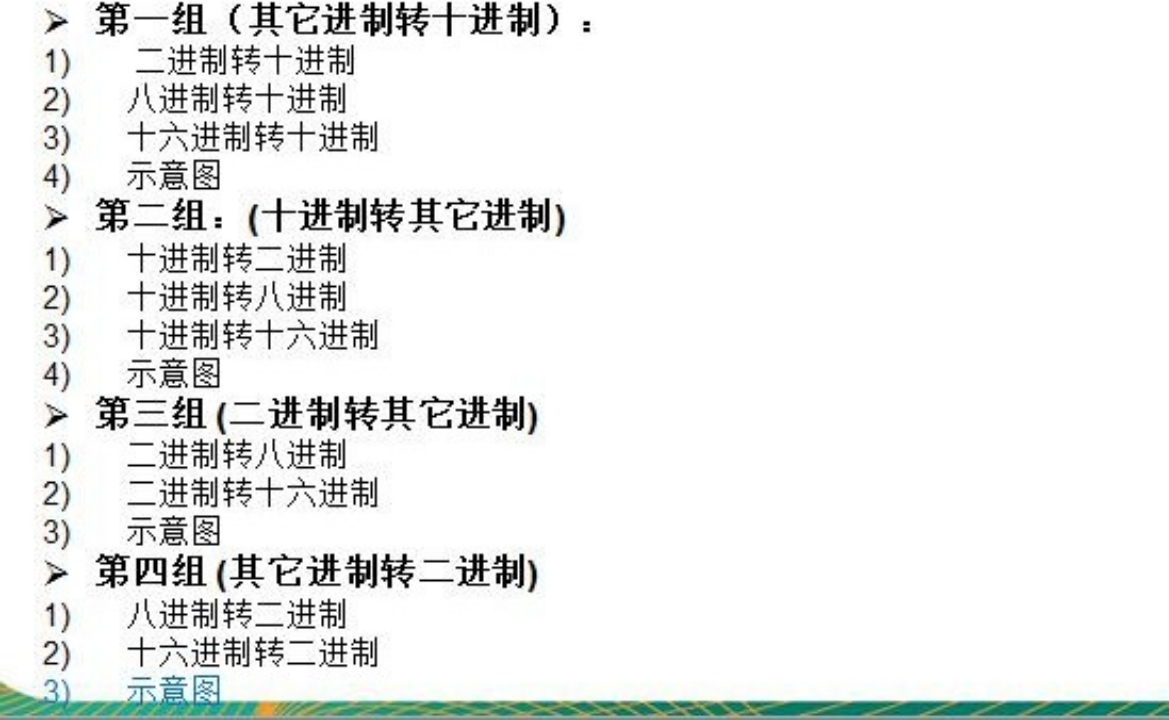 ➢ 第一组（其它进制转十进制）：
1) 二进制转十进制
2) 八进制转十进制
3) 十六进制转十进制
4) 示意图
➢ 第二组：(十进制转其它进制)
1) 十进制转二进制
2) 十进制转八进制
3) 十进制转十六进制
4) 示意图
➢ 第三组(二进制转其它进制)
1) 二进制转八进制
2) 二进制转十六进制
3) 示意图
➢ 第四组(其它进制转二进制)
1) 八进制转二进制
2) 十六进制转二进制
3) 示意图